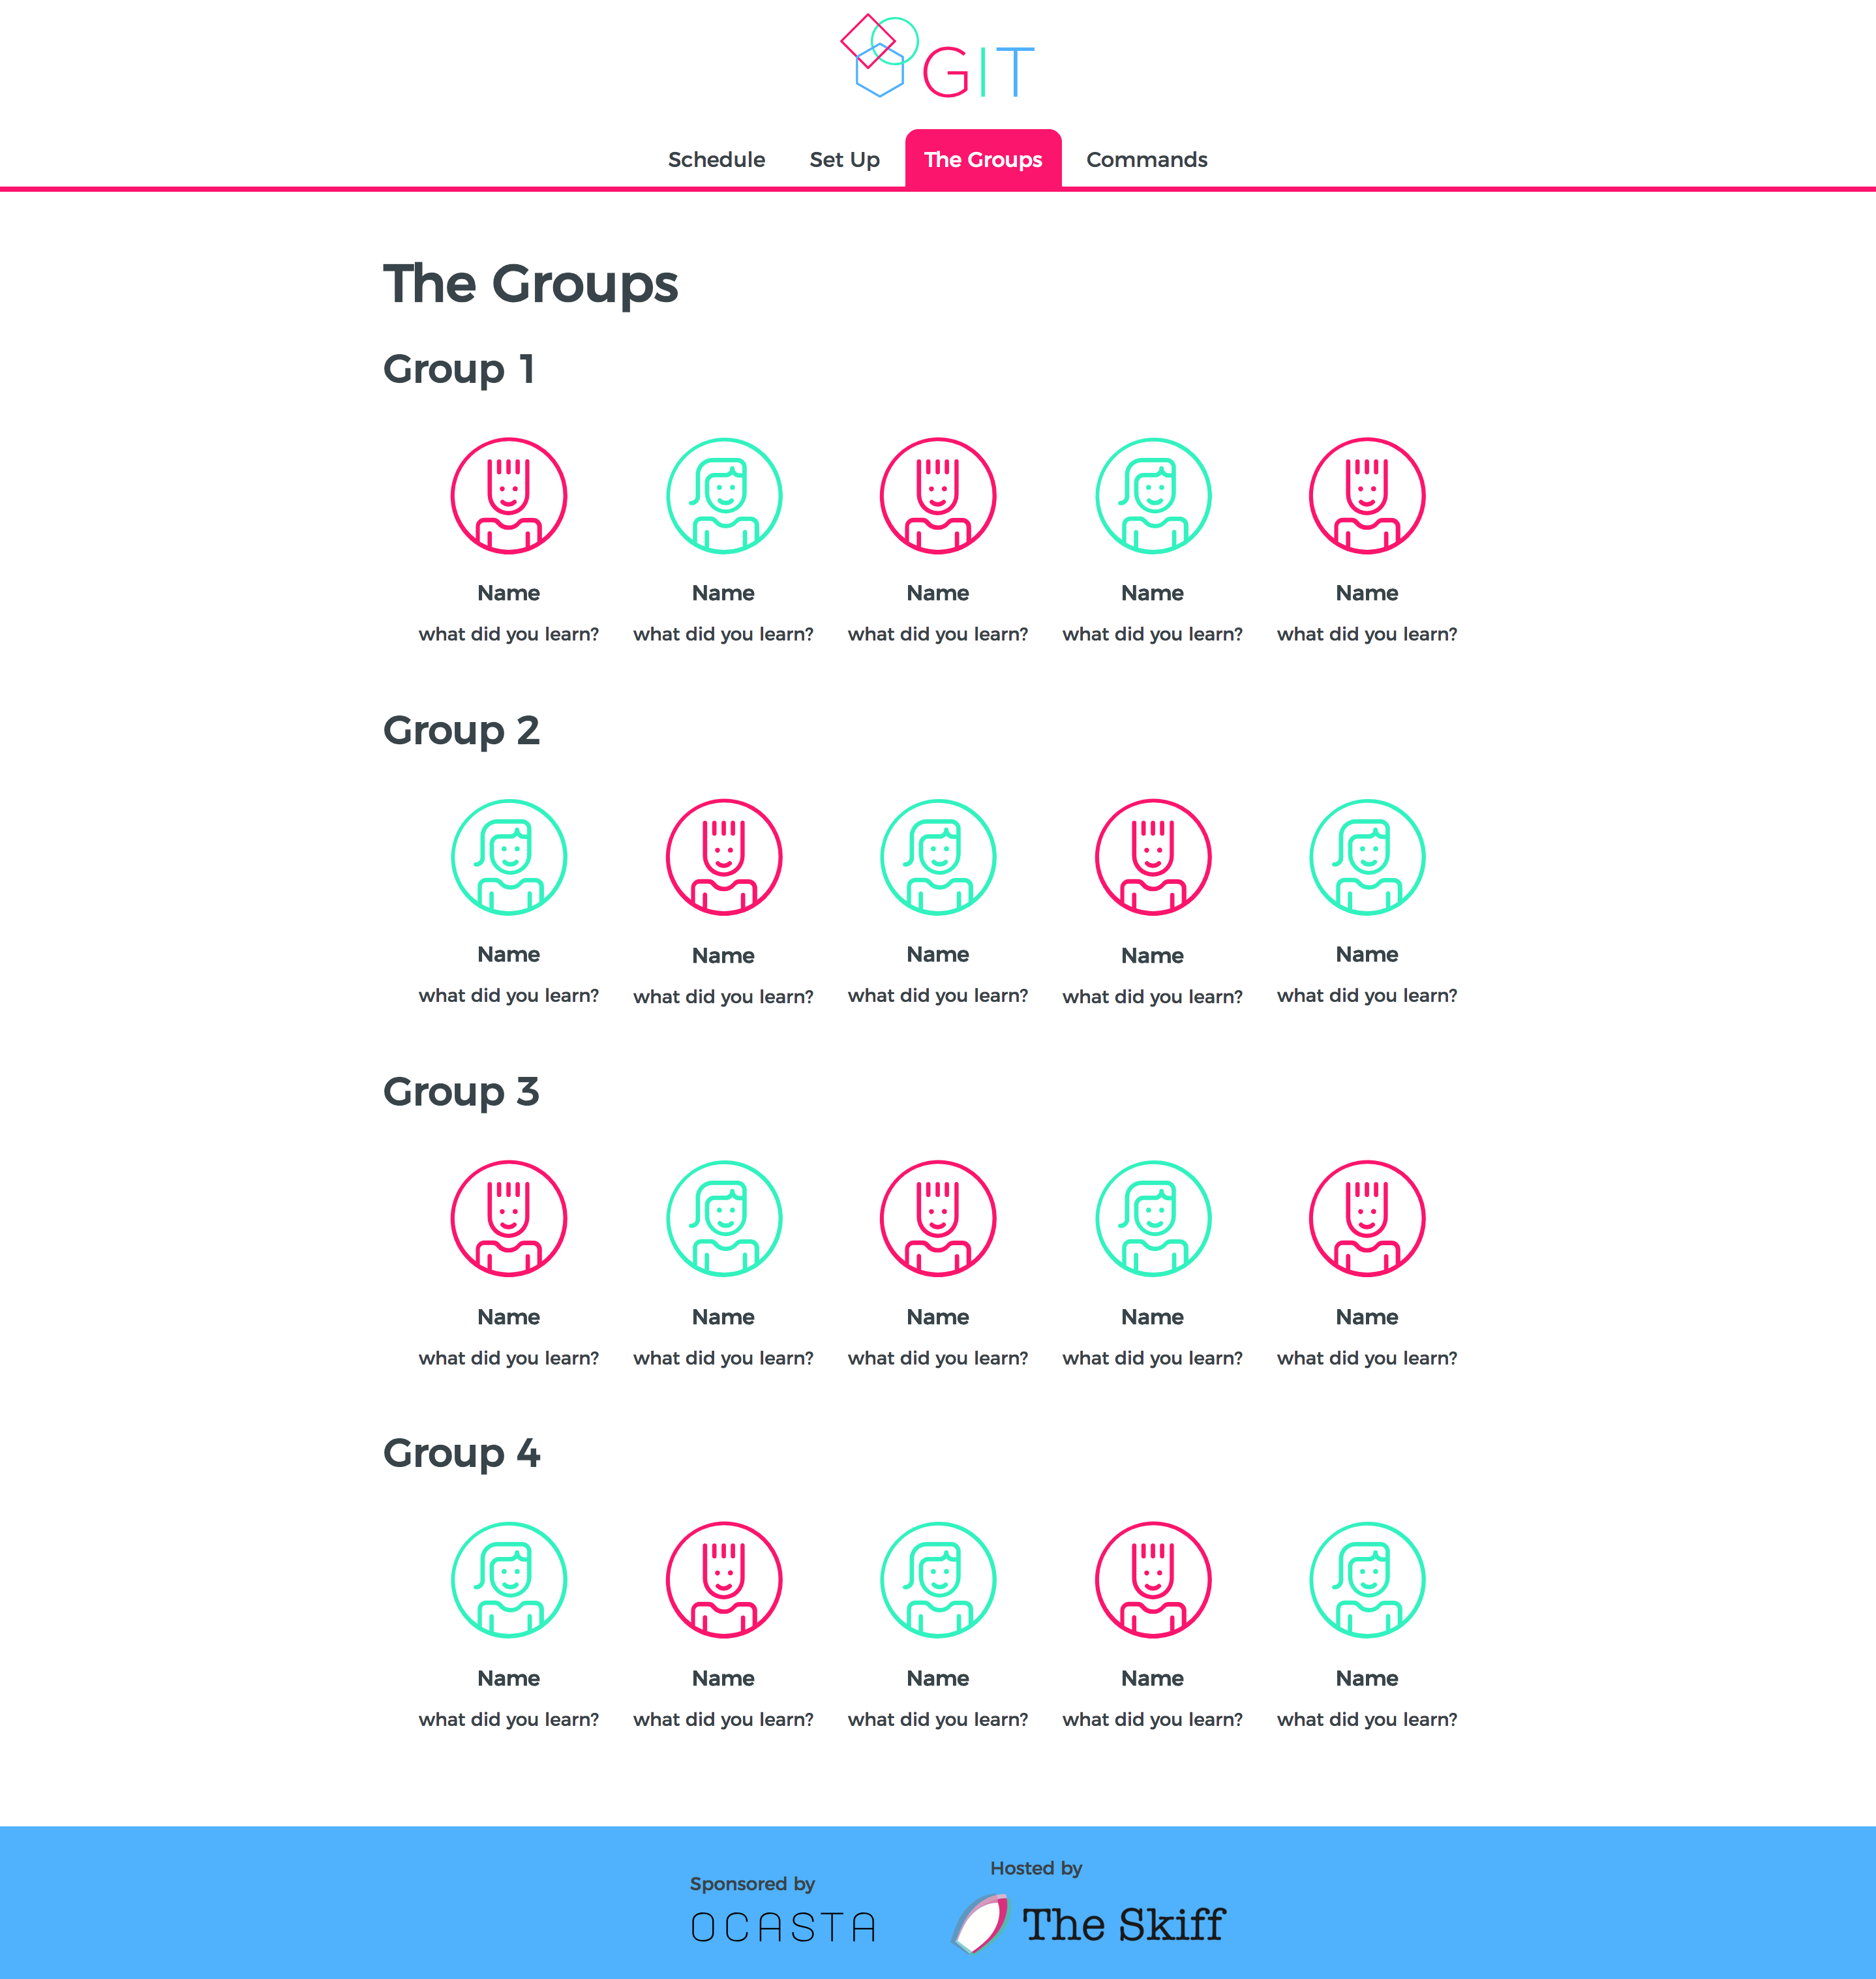 GIT
Schedule Set Up The Groups Commands
The Groups
Group 1
Name Name Name Name Name
what did you learn? what did you learn? what did you learn? what did you learn? what did you learn?
Group 2
Name Name Name Name Name
what did you learn? what did you learn? what did you learn? what did you learn? what did you learn?
Group 3
Name Name Name Name Name
what did you learn? what did you learn? what did you learn? what did you learn? what did you learn?
Group 4
Name Name Name Name Name
what did you learn? what did you learn? what did you learn? what did you learn? what did you learn?
Sponsored by
OCASTA
Hosted by
The Skiff